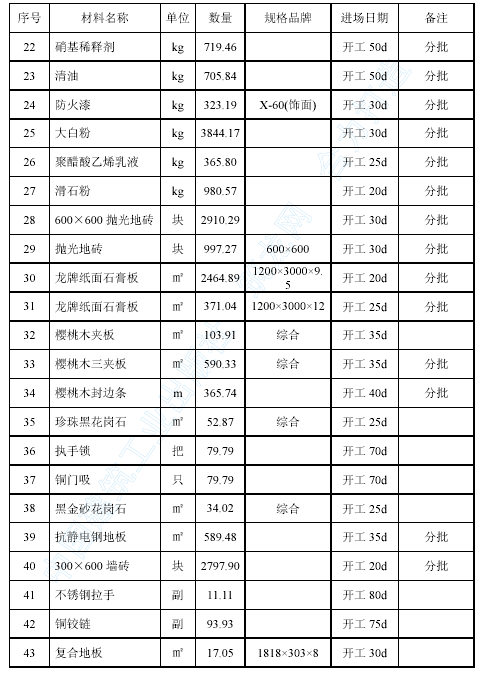 序号 材料名称 单位 数量 规格品牌 进场日期 备注
22 硝基稀释剂 kg 719.46 开工 50d 分批
23 清油 kg 705.84 开工 50d 分批
24 防火漆 kg 323.19 X-60(饰面) 开工 30d 分批
25 大白粉 kg 3844.17 开工 30d 分批
26 聚醋酸乙烯乳液 kg 365.80 开工 25d 分批
27 滑石粉 kg 980.57 开工 20d 分批
28 600×600 抛光地砖 块 2910.29 开工 30d 分批
29 抛光地砖 块 997.27 600×600 开工 30d 分批
30 龙牌纸面石膏板 ㎡ 2464.89 1200×3000×9.5 开工 20d 分批
31 龙牌纸面石膏板 ㎡ 371.04 1200×3000×12 开工 25d 分批
32 樱桃木夹板 ㎡ 103.91 综合 开工 35d
33 樱桃木三夹板 ㎡ 590.33 综合 开工 35d 分批
34 樱桃木封边条 m 365.74 开工 40d 分批
35 珍珠黑花岗石 ㎡ 52.87 综合 开工 25d
36 执手锁 把 79.79 开工 70d
37 铜门吸 只 79.79 开工 70d
38 黑金砂花岗石 ㎡ 34.02 综合 开工 25d
39 抗静电钢地板 ㎡ 589.48 开工 35d 分批
40 300×600 墙砖 块 2797.90 开工 20d 分批
41 不锈钢拉手 副 11.11 开工 80d
42 铜铰链 副 93.93 开工 75d
43 复合地板 ㎡ 17.05 1818×303×8 开工 30d